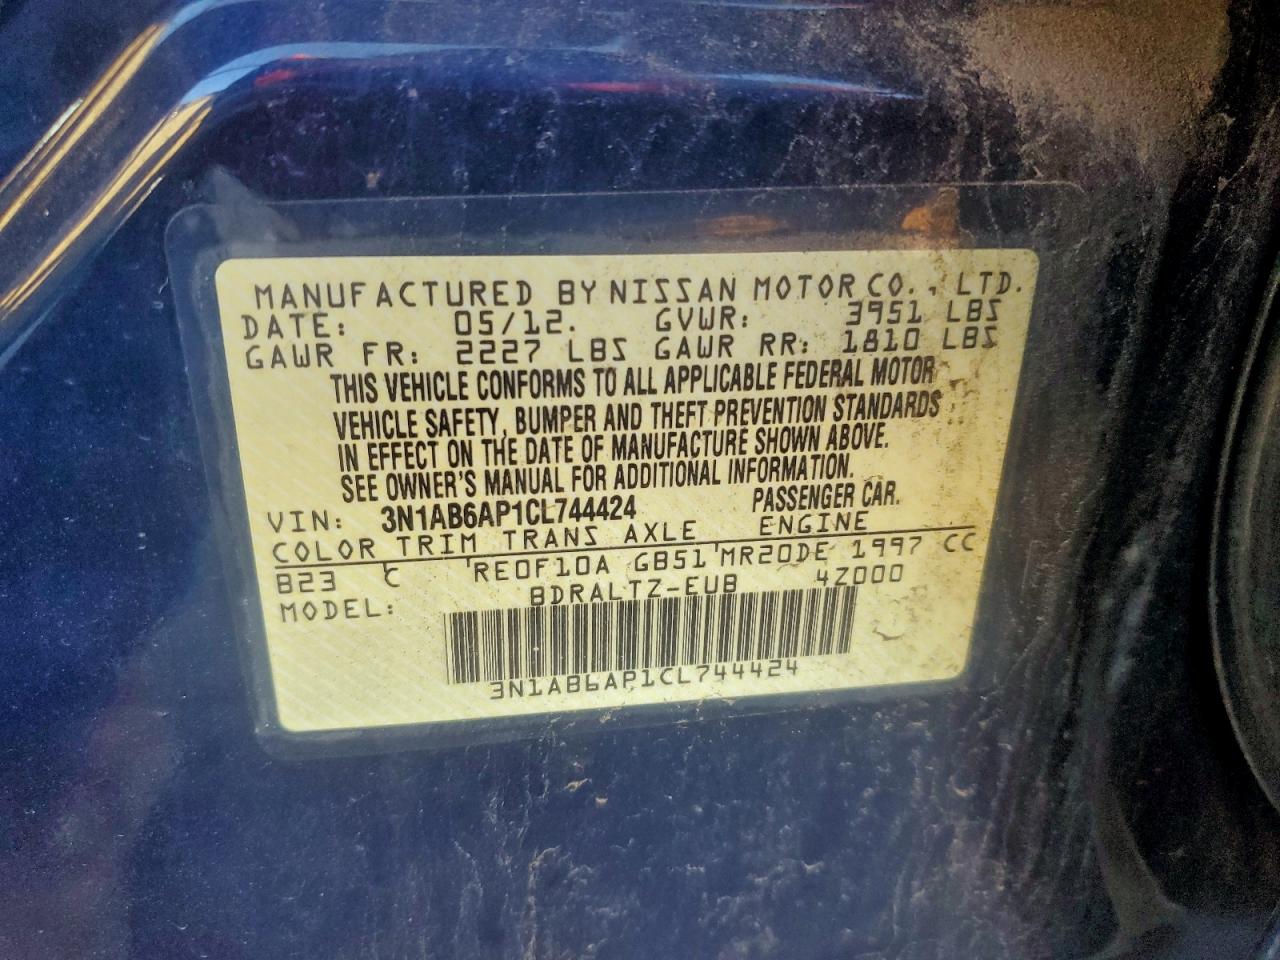 MANUFACTURED BY NISSAN MOTOR CO., LTD.
DATE: 05/12. GVWR: 3951 LBS
GAWR FR: 2227 LBS GAWR RR: 1810 LBS
THIS VEHICLE CONFORMS TO ALL APPLICABLE FEDERAL MOTOR
VEHICLE SAFETY, BUMPER AND THEFT PREVENTION STANDARDS
IN EFFECT ON THE DATE OF MANUFACTURE SHOWN ABOVE.
SEE OWNER'S MANUAL FOR ADDITIONAL INFORMATION.
VIN: 3N1AB6AP1CL744424 PASSENGER CAR.
COLOR TRIM TRANS AXLE ENGINE
B23 C RE0F10A GB51 MR20DE 1997 CC
MODEL: BDRALTZ-EUB 4Z000
3N1AB6AP1CL744424